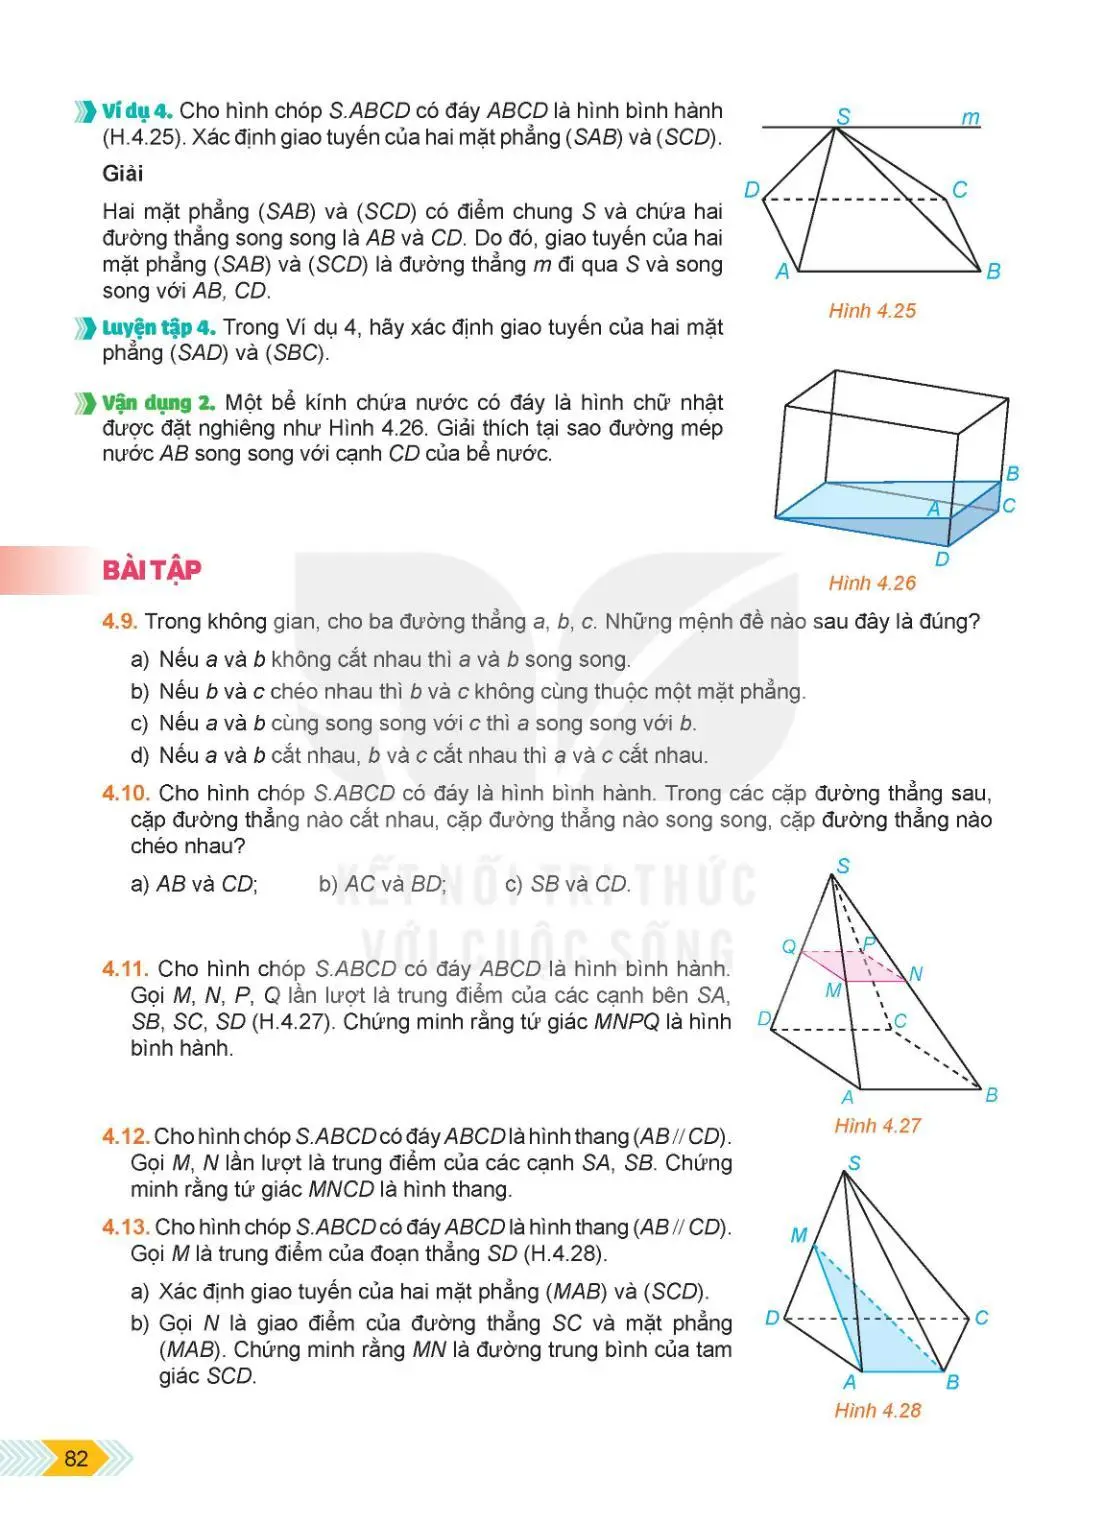 Ví dụ 4. Cho hình chóp S.ABCD có đáy ABCD là hình bình hành
(H.4.25). Xác định giao tuyến của hai mặt phẳng (SAB) và (SCD).
Giải
Hai mặt phẳng (SAB) và (SCD) có điểm chung S và chứa hai
đường thẳng song song là AB và CD. Do đó, giao tuyến của hai
mặt phẳng (SAB) và (SCD) là đường thẳng m đi qua S và song
song với AB, CD.
S
m
D
C
A
B
Hình 4.25
Luyện tập 4. Trong Ví dụ 4, hãy xác định giao tuyến của hai mặt
phẳng (SAD) và (SBC).
Vận dụng 2. Một bể kính chứa nước có đáy là hình chữ nhật
được đặt nghiêng như Hình 4.26. Giải thích tại sao đường mép
nước AB song song với cạnh CD của bể nước.
B
A
C
D
Hình 4.26
BÀI TẬP
4.9. Trong không gian, cho ba đường thẳng a, b, c. Những mệnh đề nào sau đây là đúng?
a) Nếu a và b không cắt nhau thì a và b song song.
b) Nếu b và c chéo nhau thì b và c không cùng thuộc một mặt phẳng.
c) Nếu a và b cùng song song với c thì a song song với b.
d) Nếu a và b cắt nhau, b và c cắt nhau thì a và c cắt nhau.
4.10. Cho hình chóp S.ABCD có đáy là hình bình hành. Trong các cặp đường thẳng sau,
cặp đường thẳng nào cắt nhau, cặp đường thẳng nào song song, cặp đường thẳng nào
chéo nhau?
a) AB và CD; b) AC và BD; c) SB và CD.
KẾT NỐI TRI THỨC
VỚI CUỘC SỐNG
4.11. Cho hình chóp S.ABCD có đáy ABCD là hình bình hành.
Gọi M, N, P, Q lần lượt là trung điểm của các cạnh bên SA,
SB, SC, SD (H.4.27). Chứng minh rằng tứ giác MNPQ là hình
bình hành.
S
Q
P
N
M
D
C
A
B
Hình 4.27
4.12. Cho hình chóp S.ABCD có đáy ABCD là hình thang (AB // CD).
Gọi M, N lần lượt là trung điểm của các cạnh SA, SB. Chứng
minh rằng tứ giác MNCD là hình thang.
4.13. Cho hình chóp S.ABCD có đáy ABCD là hình thang (AB // CD).
Gọi M là trung điểm của đoạn thẳng SD (H.4.28).
a) Xác định giao tuyến của hai mặt phẳng (MAB) và (SCD).
b) Gọi N là giao điểm của đường thẳng SC và mặt phẳng
(MAB). Chứng minh rằng MN là đường trung bình của tam
giác SCD.
S
M
D
C
A
B
Hình 4.28
82